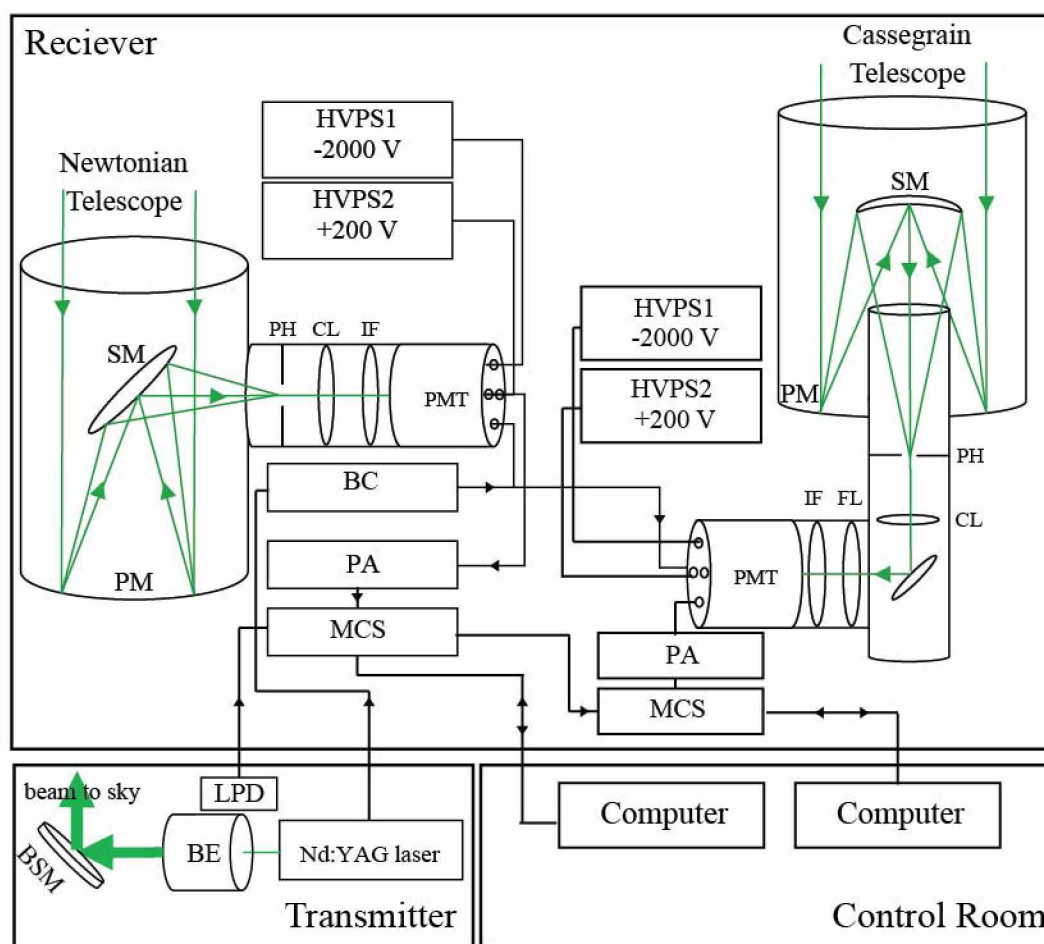 Reciever
Cassegrain
Telescope
HVPS1
-2000 V
HVPS2
+200 V
Newtonian
Telescope
SM
PH
CL
IF
SM
PMT
HVPS1
-2000 V
HVPS2
+200 V
PM
PH
BC
IF
FL
CL
PM
PA
PMT
MCS
PA
MCS
beam to sky
LPD
BSM
BE
Nd:YAG laser
Computer
Computer
Transmitter
Control Room